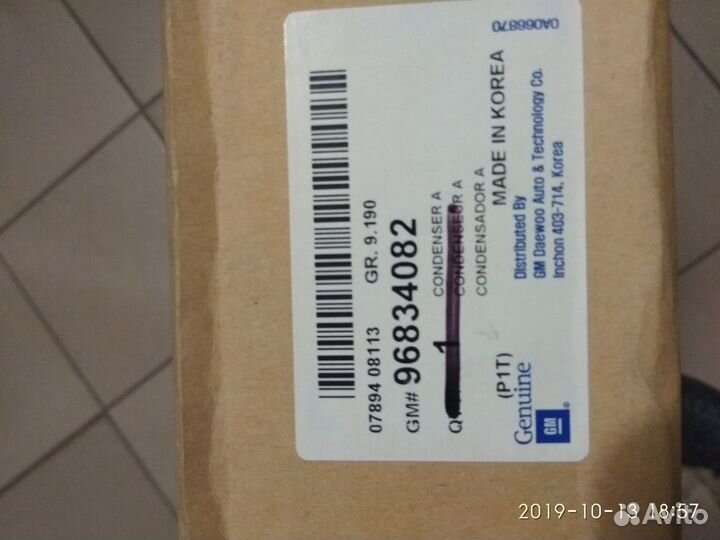 0A066870
07894 08113 GR. 9.190
GM# 96834082
CONDENSER A
CONDENSEUR A
CONDENSADOR A
1
MADE IN KOREA
(P1T)
Genuine
GM
Distributed By
GM Daewoo Auto & Technology Co.
Inchon 403-714, Korea
2019-10-13 18:57
Avito